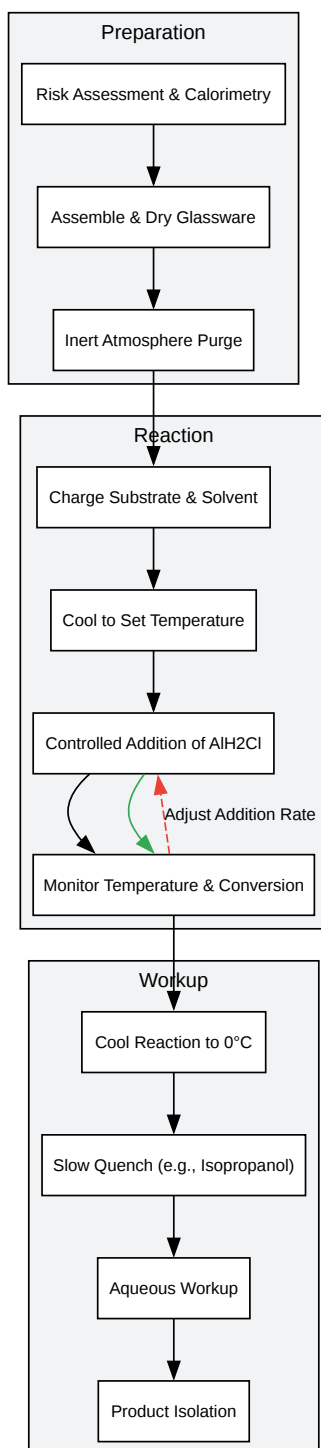 Preparation
Risk Assessment & Calorimetry
Assemble & Dry Glassware
Inert Atmosphere Purge
Reaction
Charge Substrate & Solvent
Cool to Set Temperature
Controlled Addition of AlH2Cl
Adjust Addition Rate
Monitor Temperature & Conversion
Workup
Cool Reaction to 0°C
Slow Quench (e.g., Isopropanol)
Aqueous Workup
Product Isolation